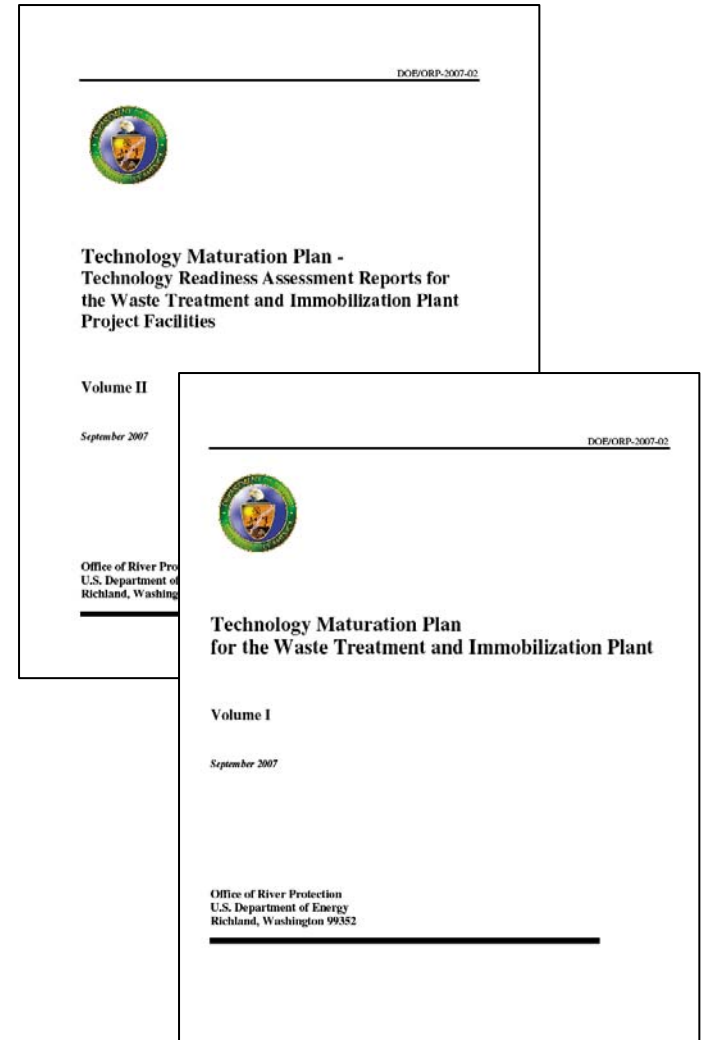 DOE/ORP-2007-02
Technology Maturation Plan -
Technology Readiness Assessment Reports for
the Waste Treatment and Immobilization Plant
Project Facilities
Volume II
September 2007
Office of River Pro
U.S. Department of
Richland, Washing
DOE/ORP-2007-02
Technology Maturation Plan
for the Waste Treatment and Immobilization Plant
Volume I
September 2007
Office of River Protection
U.S. Department of Energy
Richland, Washington 99352